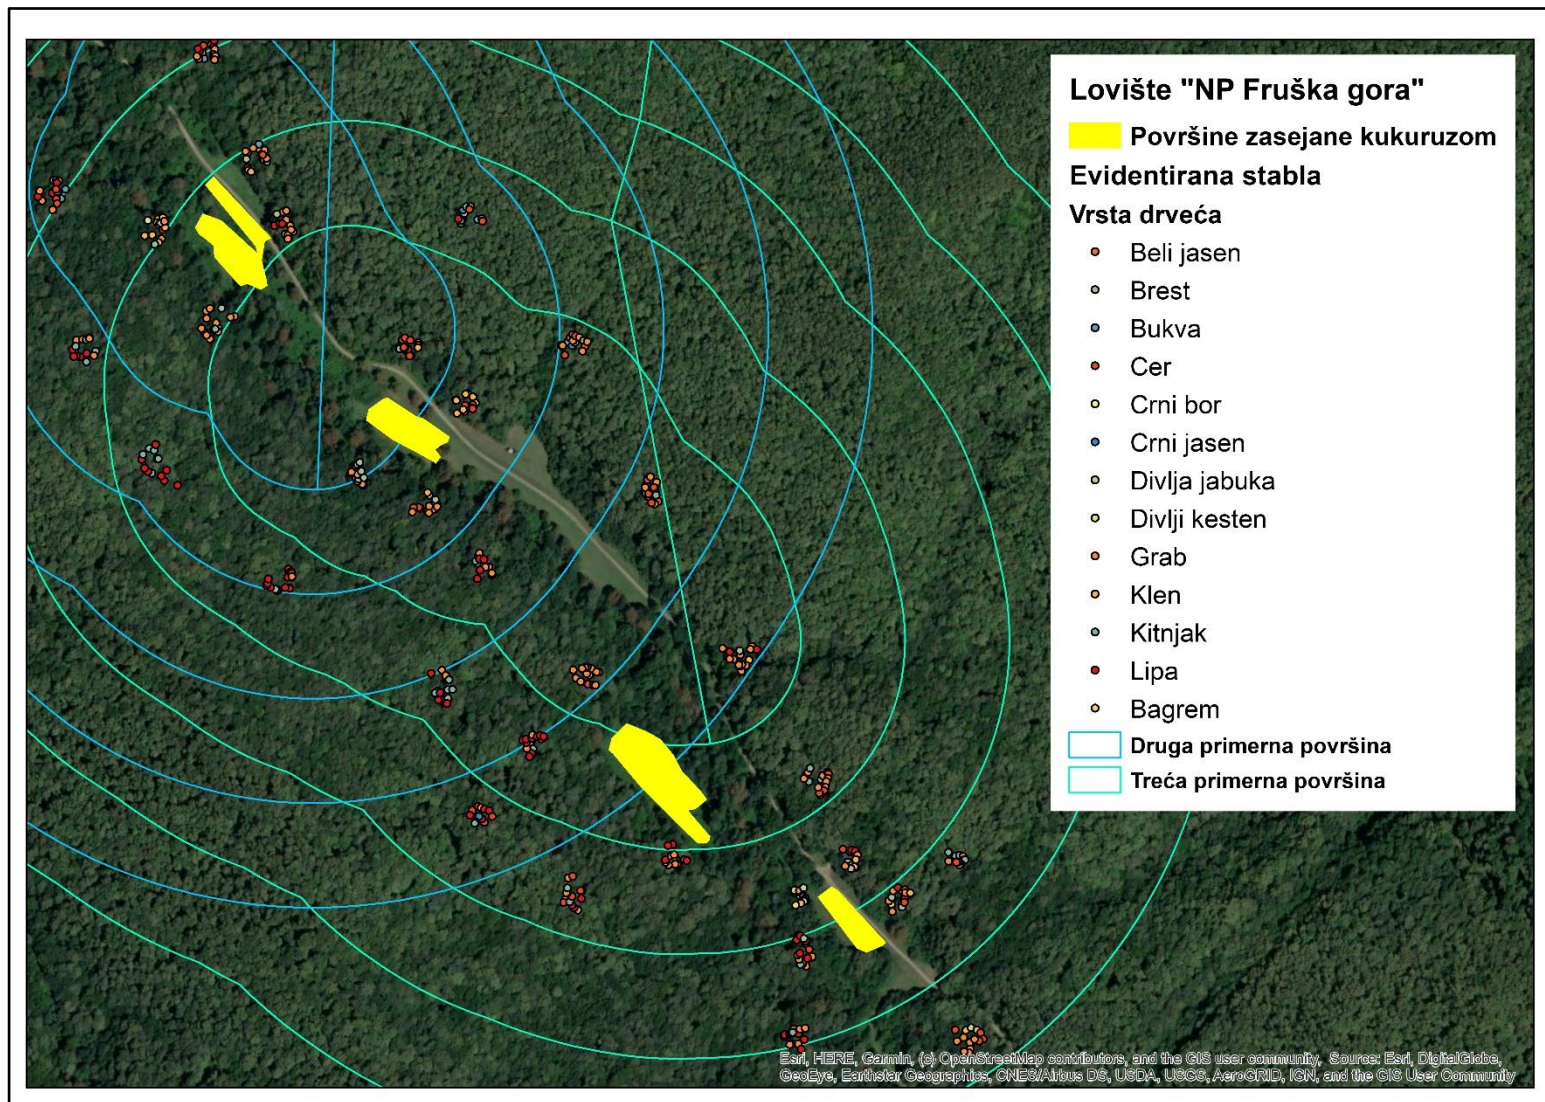 Lovište "NP Fruška gora"
Površine zasejane kukuruzom
Evidentirana stabla
Vrsta drveća
Beli jasen
Brest
Bukva
Cer
Crni bor
Crni jasen
Divlja jabuka
Divlji kesten
Grab
Klen
Kitnjak
Lipa
Bagrem
Druga primerna površina
Treća primerna površina
Esri, HERE, Garmin, (c) OpenStreetMap contributors, and the GIS user community, Source: Esri, DigitalGlobe,
GeoEye, Earthstar Geographics, CNES/Airbus DS, USDA, USGS, AeroGRID, IGN, and the GIS User Community